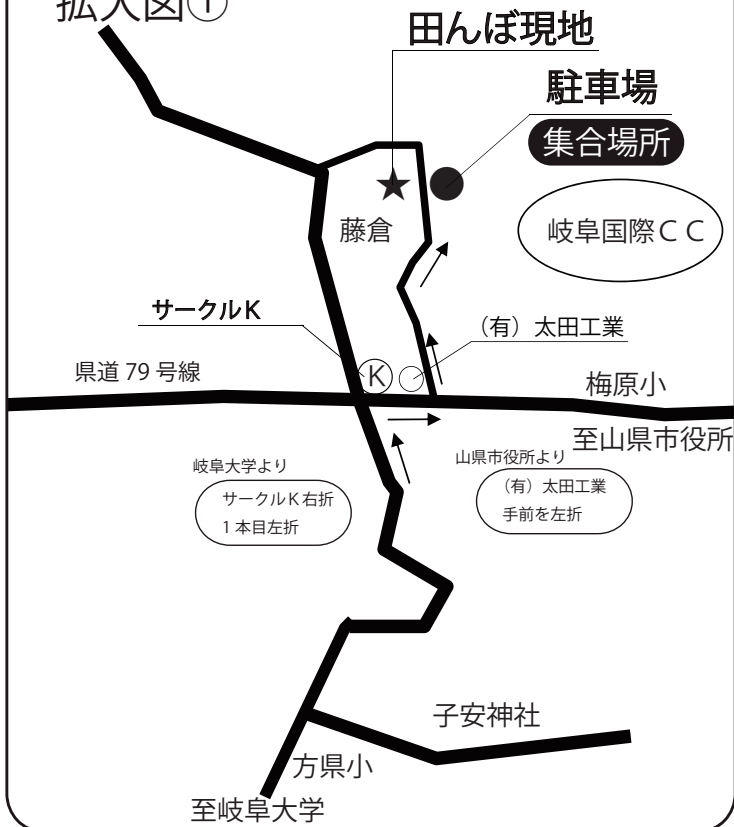 拡大図①
田んぼ現地
駐車場
集合場所
藤倉
岐阜国際ＣＣ
サークルK
（有）太田工業
県道 79 号線
K
梅原小
至山県市役所
岐阜大学より
サークルＫ右折
1 本目左折
山県市役所より
（有）太田工業
手前を左折
子安神社
方県小
至岐阜大学